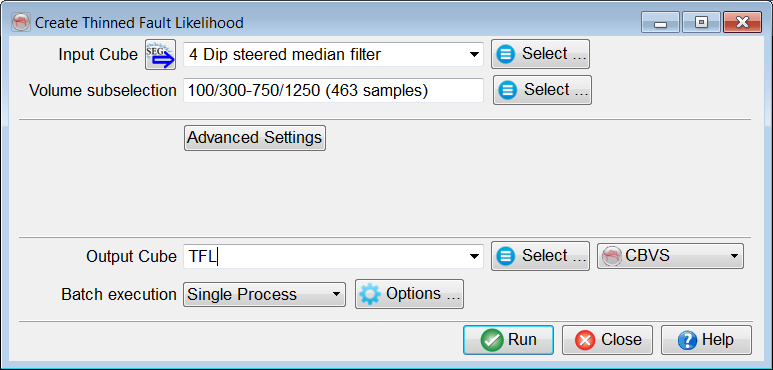 Create Thinned Fault Likelihood
Input Cube SEG 4 Dip steered median filter Select ...
Volume subselection 100/300-750/1250 (463 samples) Select ...
Advanced Settings
Output Cube TFL Select ... CBVS
Batch execution Single Process Options ...
Run Close Help